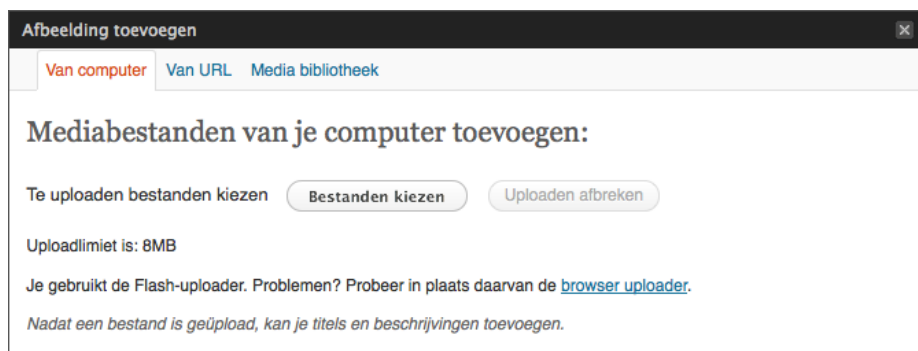 Afbeelding toevoegen
Van computer Van URL Media bibliotheek
Mediabestanden van je computer toevoegen:
Te uploaden bestanden kiezen Bestanden kiezen Uploaden afbreken
Uploadlimiet is: 8MB
Je gebruikt de Flash-uploader. Problemen? Probeer in plaats daarvan de browser uploader.
Nadat een bestand is geüpload, kan je titels en beschrijvingen toevoegen.